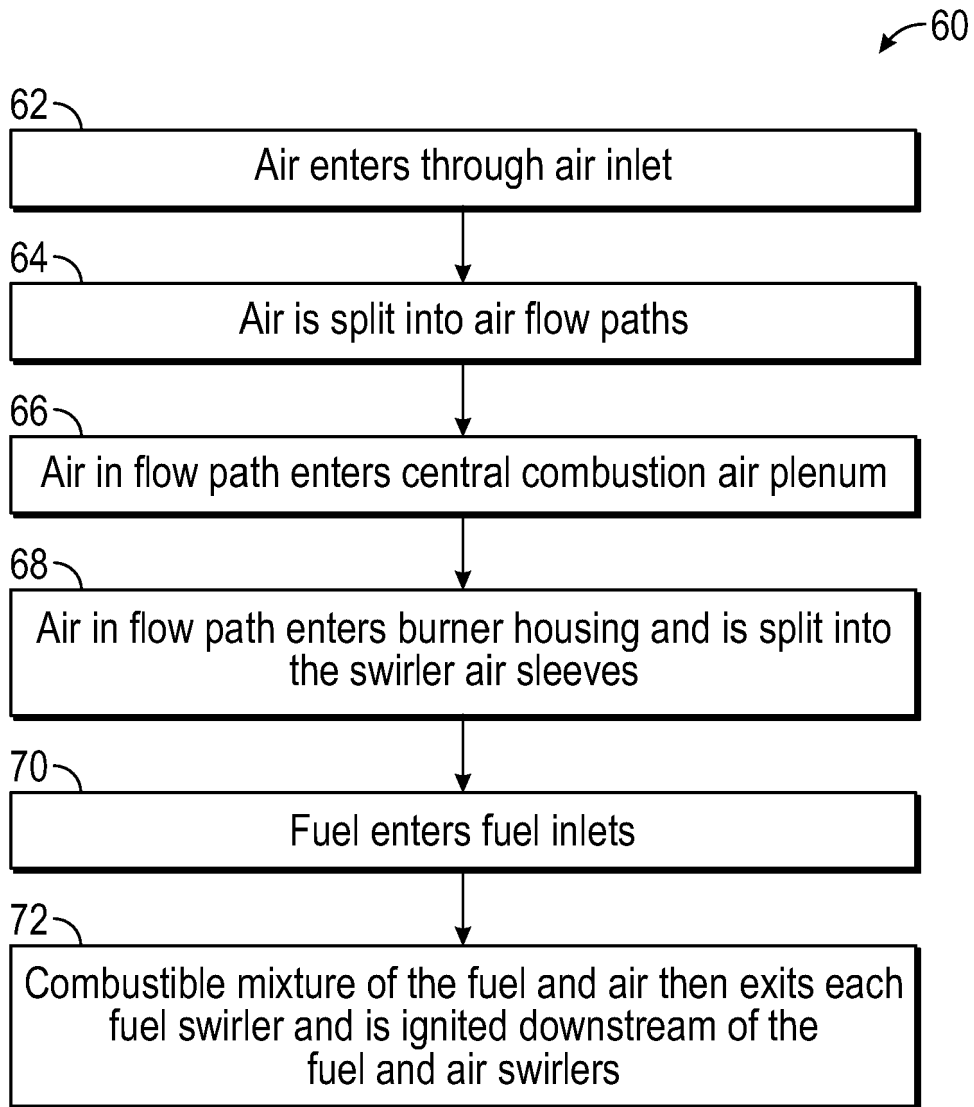 60
62
Air enters through air inlet
64
Air is split into air flow paths
66
Air in flow path enters central combustion air plenum
68
Air in flow path enters burner housing and is split into
the swirler air sleeves
70
Fuel enters fuel inlets
72
Combustible mixture of the fuel and air then exits each
fuel swirler and is ignited downstream of the
fuel and air swirlers